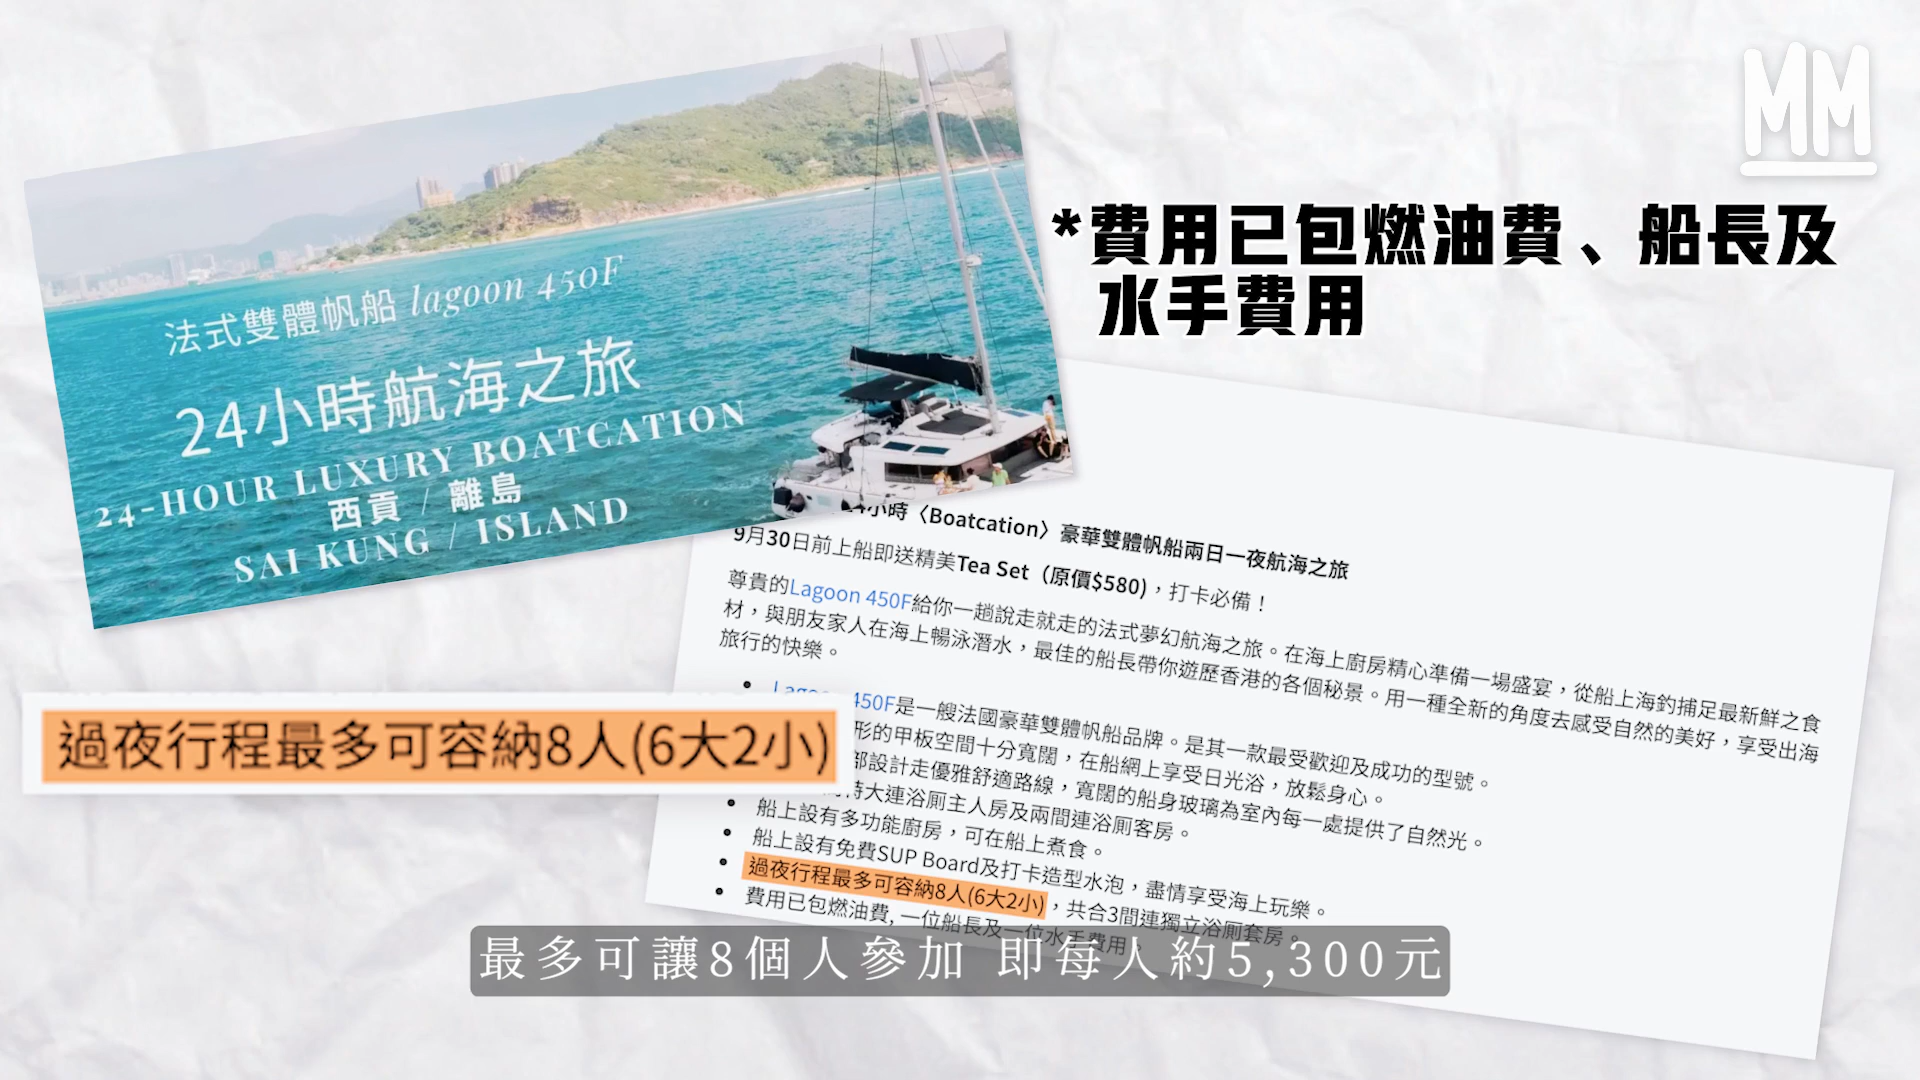 MM
*費用已包燃油費、船長及
水手費用
法式雙體帆船 lagoon 450F
24小時航海之旅
24-HOUR LUXURY BOATCATION
西貢 / 離島
SAI KUNG / ISLAND
24小時〈Boatcation〉豪華雙體帆船兩日一夜航海之旅
9月30日前上船即送精美Tea Set（原價$580)，打卡必備！
尊貴的Lagoon 450F給你一趟說走就走的法式夢幻航海之旅。在海上廚房精心準備一場盛宴，從船上海釣捕足最新鮮之食
材，與朋友家人在海上暢泳潛水，最佳的船長帶你遊歷香港的各個秘景。用一種全新的角度去感受自然的美好，享受出海
旅行的快樂。
Lagoon 450F是一艘法國豪華雙體帆船品牌。是其一款最受歡迎及成功的型號。
形的甲板空間十分寬闊，在船網上享受日光浴，放鬆身心。
部設計走優雅舒適路線，寬闊的船身玻璃為室內每一處提供了自然光。
特大連浴厕主人房及兩間連浴厕客房。
船上設有多功能廚房，可在船上煮食。
船上設有免費SUP Board及打卡造型水泡，盡情享受海上玩樂。
過夜行程最多可容納8人(6大2小)，共合3間連獨立浴厕套房。
費用已包燃油費, 一位船長及一位水手費用。
過夜行程最多可容納8人(6大2小)
最多可讓8個人參加 即每人約5,300元